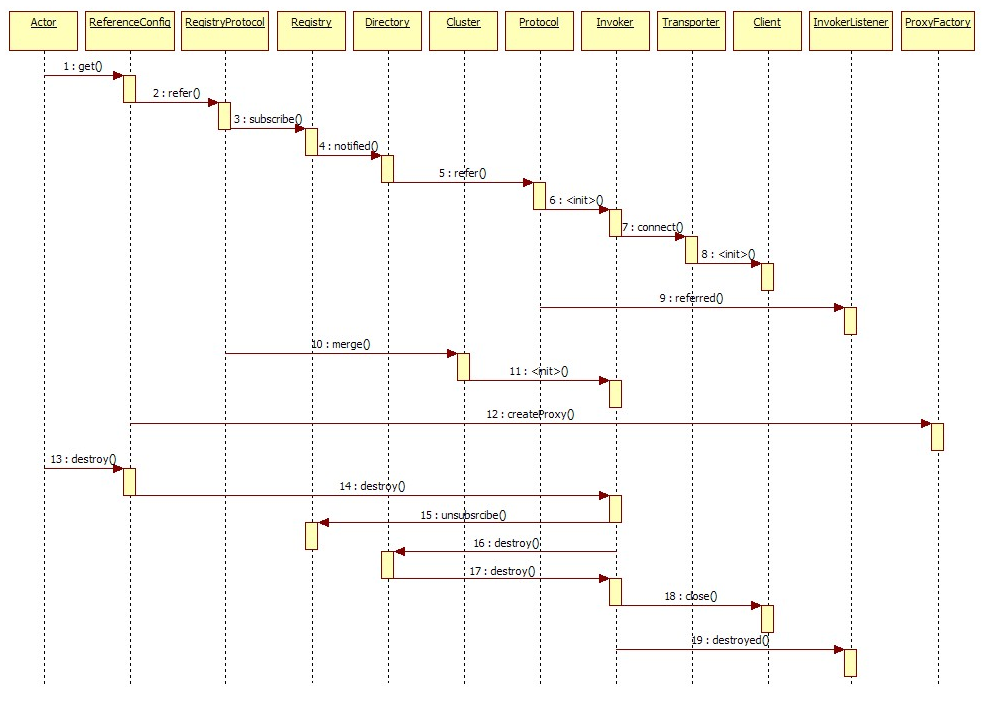 Actor ReferenceConfig RegistryProtocol Registry Directory Cluster Protocol Invoker Transporter Client InvokerListener ProxyFactory
1 : get()
2 : refer()
3 : subscribe()
4 : notified()
5 : refer()
6 : <init>()
7 : connect()
8 : <init>()
9 : referred()
10 : merge()
11 : <init>()
12 : createProxy()
13 : destroy()
14 : destroy()
15 : unsubsrcibe()
16 : destroy()
17 : destroy()
18 : close()
19 : destroyed()